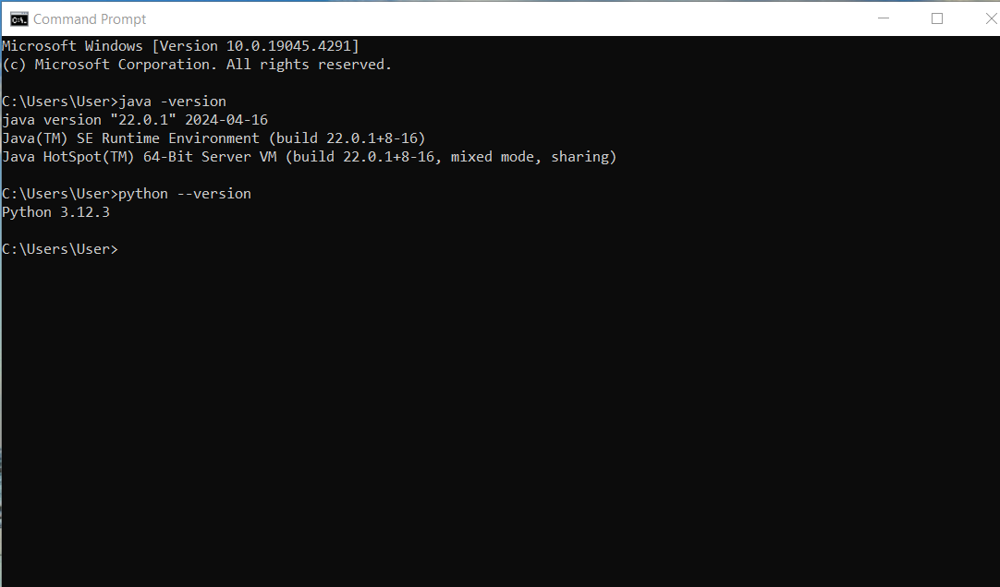 Command Prompt
Microsoft Windows [Version 10.0.19045.4291]
(c) Microsoft Corporation. All rights reserved.
C:\Users\User>java -version
java version "22.0.1" 2024-04-16
Java(TM) SE Runtime Environment (build 22.0.1+8-16)
Java HotSpot(TM) 64-Bit Server VM (build 22.0.1+8-16, mixed mode, sharing)
C:\Users\User>python --version
Python 3.12.3
C:\Users\User>